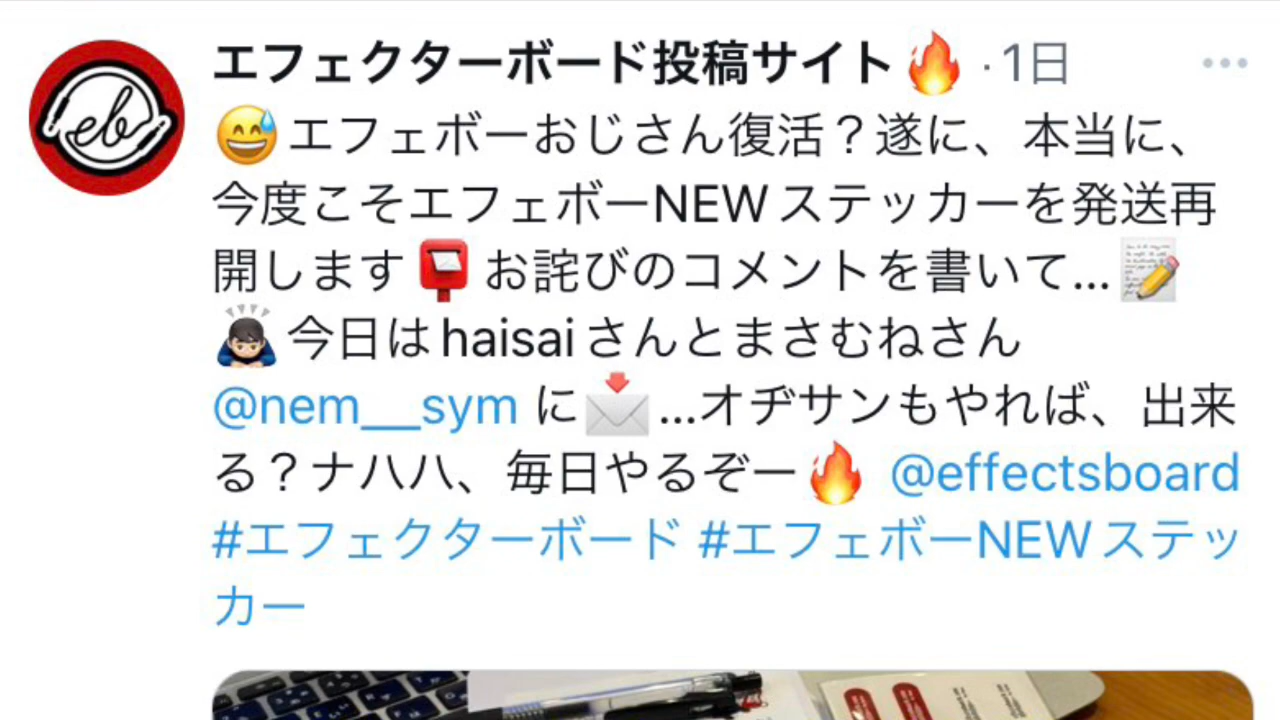 eb
エフェクターボード投稿サイト🔥 · 1日
😅エフェボーおじさん復活？遂に、本当に、
今度こそエフェボーNEWステッカーを発送再
開します📮お詫びのコメントを書いて…📝
🙇🏻‍♂️今日はhaisaiさんとまさむねさん
@nem__sym に📩…オヂサンもやれば、出来
る？ナハハ、毎日やるぞー🔥 @effectsboard
#エフェクターボード #エフェボーNEWステッ
カー